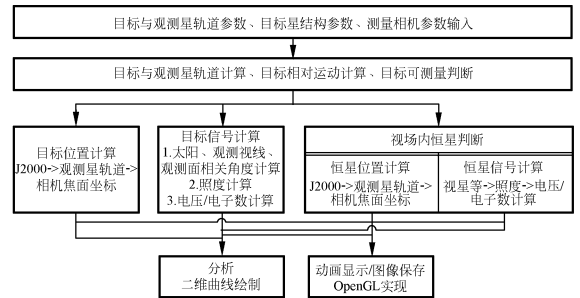 目标与观测星轨道参数、目标星结构参数、测量相机参数输入
目标与观测星轨道计算、目标相对运动计算、目标可测量判断
目标位置计算
J2000->观测星轨道->
相机焦面坐标
目标信号计算
1.太阳、观测视线、
观测面相关角度计算
2.照度计算
3.电压/电子数计算
视场内恒星判断
恒星位置计算
J2000->观测星轨道->
相机焦面坐标
恒星信号计算
视星等->照度->电压/
电子数计算
分析
二维曲线绘制
动画显示/图像保存
OpenGL实现